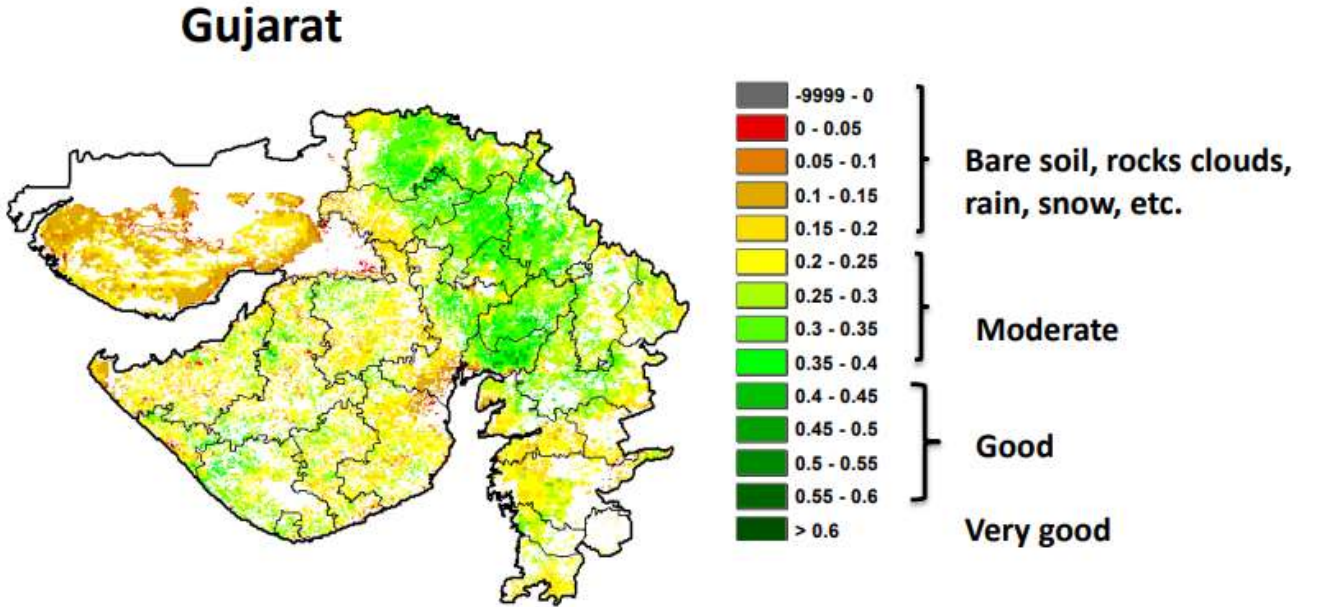 Gujarat
-9999 - 0
0 - 0.05
0.05 - 0.1
0.1 - 0.15
0.15 - 0.2
0.2 - 0.25
0.25 - 0.3
0.3 - 0.35
0.35 - 0.4
0.4 - 0.45
0.45 - 0.5
0.5 - 0.55
0.55 - 0.6
> 0.6
Bare soil, rocks clouds,
rain, snow, etc.
Moderate
Good
Very good